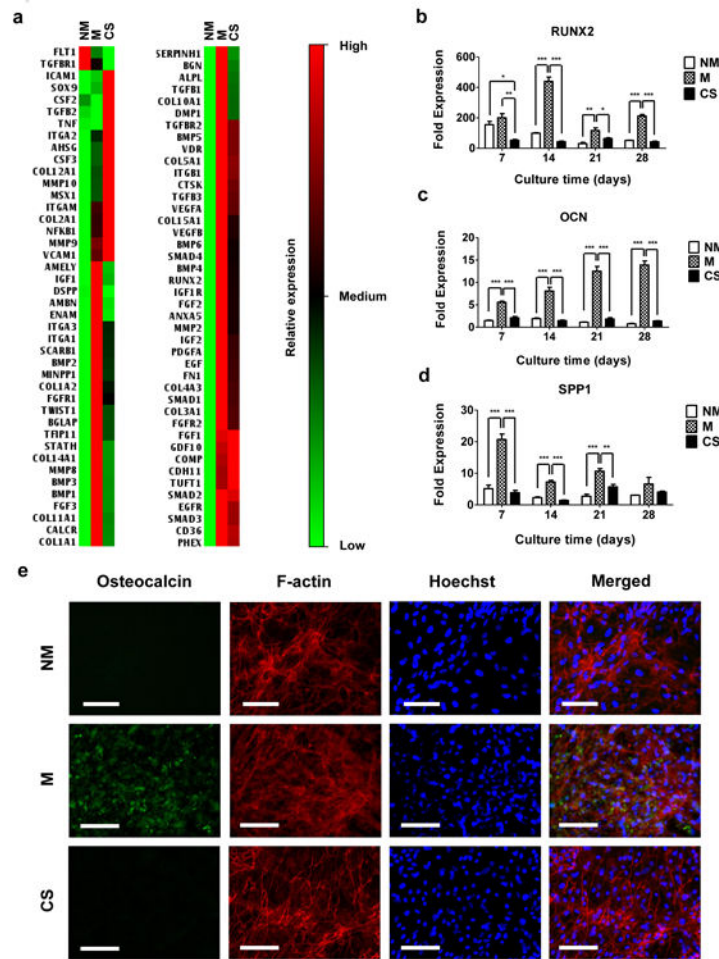 a
NM M CS
FLT1
TGFBR1
ICAM1
SOX9
CSF2
TGFB2
TNF
ITGA2
AHSG
CSF3
COL12A1
MMP10
MSX1
ITGAM
COL2A1
NFKB1
MMP9
VCAM1
AMELY
IGF1
DSPP
AMBN
ENAM
ITGA3
ITGA1
SCARB1
BMP2
MINPP1
COL1A2
FGFR1
TWIST1
BGLAP
TFIP11
STATH
COL14A1
MMP8
BMP3
BMP1
FGF3
COL11A1
CALCR
COL1A1
NM M CS
SERPINH1
BGN
ALPL
TGFB1
COL10A1
DMP1
TGFBR2
BMP5
VDR
COL5A1
ITGB1
CTSK
TGFB3
VEGFA
COL15A1
VEGFB
BMP6
SMAD4
BMP4
RUNX2
IGF1R
FGF2
ANXA5
MMP2
IGF2
PDGFA
EGF
FN1
COL4A3
SMAD1
COL3A1
FGFR2
FGF1
GDF10
COMP
CDH11
TUFT1
SMAD2
EGFR
SMAD3
CD36
PHEX
Relative expression
High
Medium
Low
b
RUNX2
Fold Expression
600
400
200
0
* ** *** *** ** * *** ***
7 14 21 28
Culture time (days)
NM
M
CS
c
OCN
Fold Expression
20
15
10
5
0
*** *** *** *** *** *** *** ***
7 14 21 28
Culture time (days)
NM
M
CS
d
SPP1
Fold Expression
30
20
10
0
*** *** *** *** *** **
7 14 21 28
Culture time (days)
NM
M
CS
e
Osteocalcin F-actin Hoechst Merged
NM
M
CS